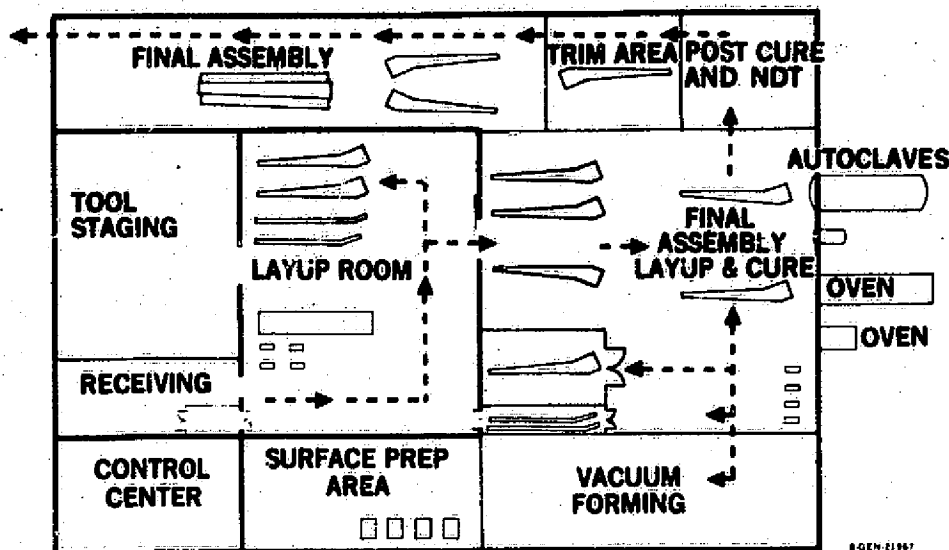 FINAL ASSEMBLY
TRIM AREA
POST CURE
AND NDT
AUTOCLAVES
TOOL
STAGING
LAYUP ROOM
FINAL
ASSEMBLY
LAYUP & CURE
OVEN
OVEN
RECEIVING
CONTROL
CENTER
SURFACE PREP
AREA
VACUUM
FORMING